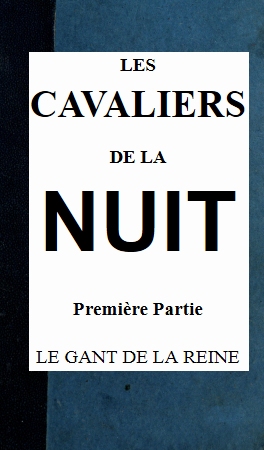 LES
CAVALIERS
DE LA
NUIT
Première Partie
LE GANT DE LA REINE